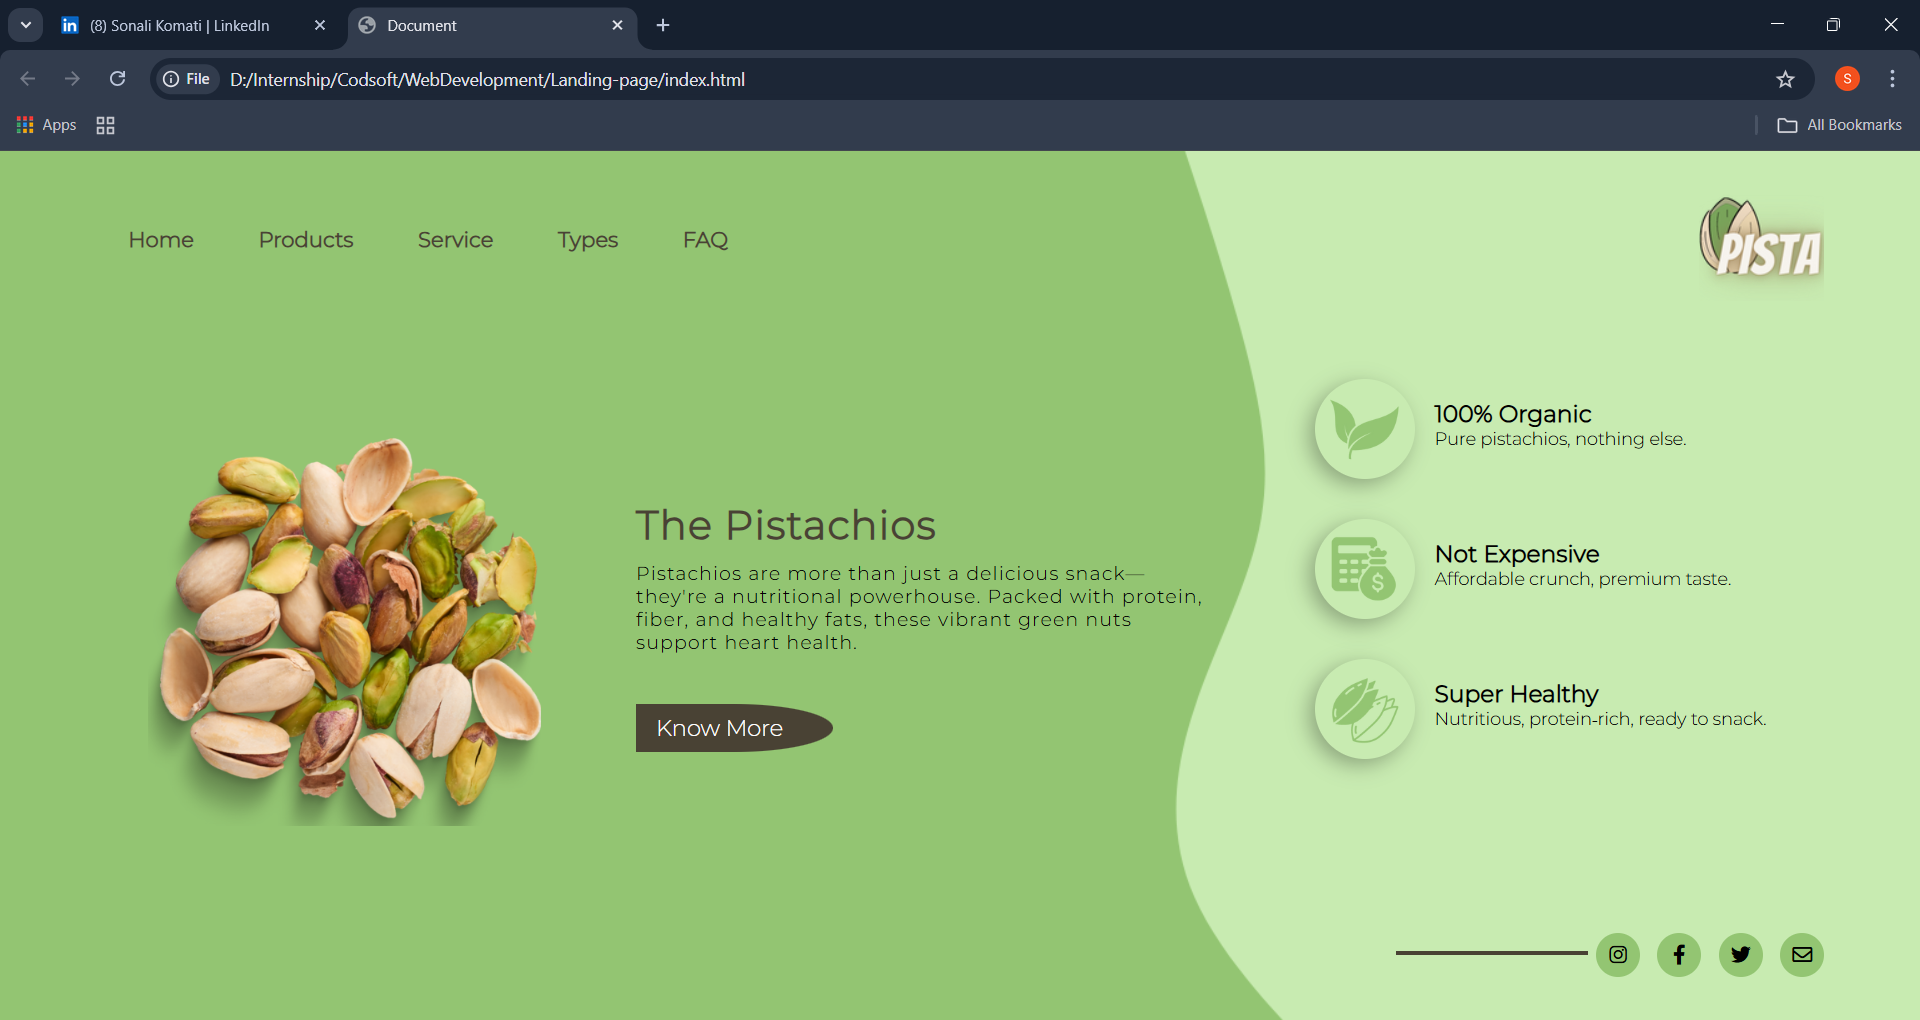 (8) Sonali Komati | LinkedIn
Document
File
D:/Internship/Codsoft/WebDevelopment/Landing-page/index.html
S
Apps
All Bookmarks
Home
Products
Service
Types
FAQ
PISTA
The Pistachios
Pistachios are more than just a delicious snack—
they're a nutritional powerhouse. Packed with protein,
fiber, and healthy fats, these vibrant green nuts
support heart health.
Know More
100% Organic
Pure pistachios, nothing else.
Not Expensive
Affordable crunch, premium taste.
Super Healthy
Nutritious, protein-rich, ready to snack.